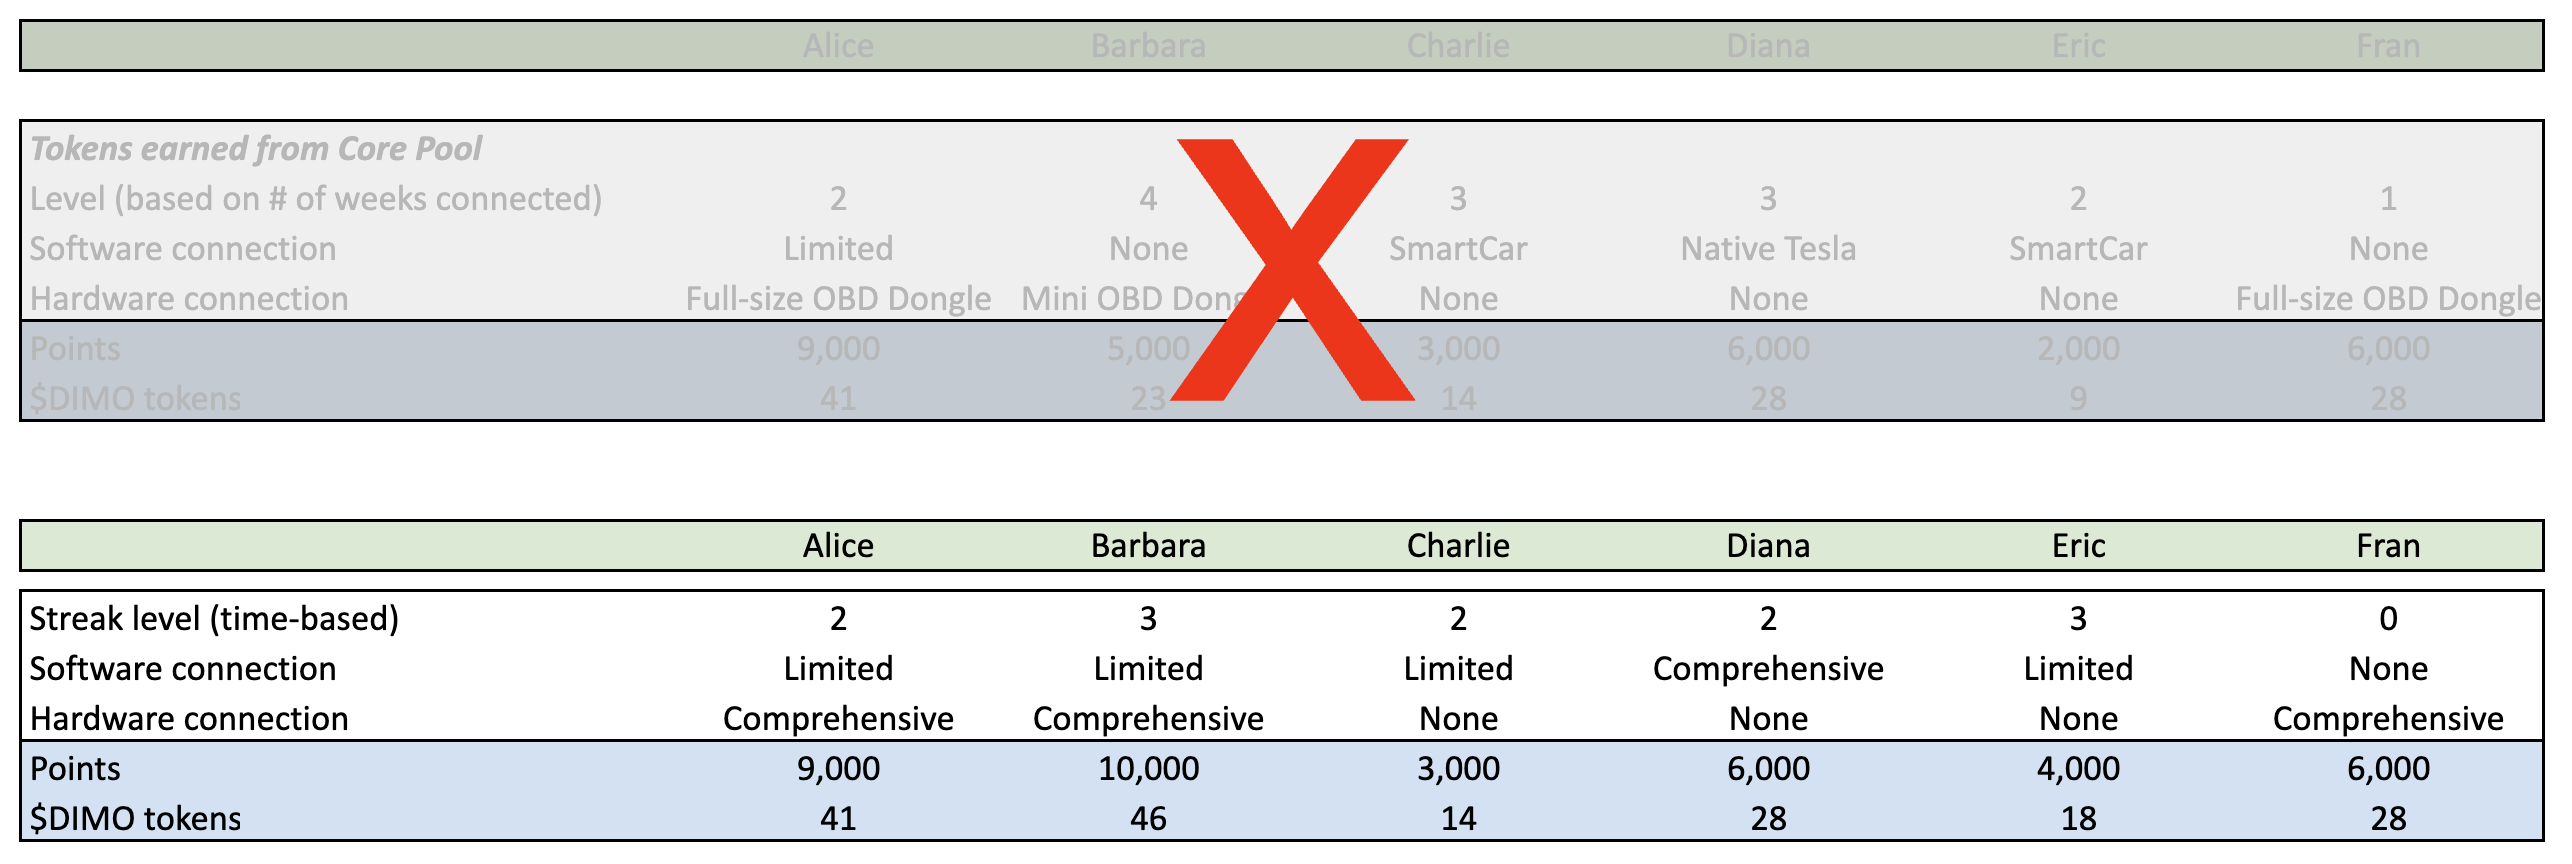 Alice Barbara Charlie Diana Eric Fran
Tokens earned from Core Pool
Level (based on # of weeks connected) 2 4 3 3 2 1
Software connection Limited None SmartCar Native Tesla SmartCar None
Hardware connection Full-size OBD Dongle Mini OBD None None None Full-size OBD Dongle
Points 9,000 5,000 3,000 6,000 2,000 6,000
$DIMO tokens 41 23 14 28 9 28
X
Alice Barbara Charlie Diana Eric Fran
Streak level (time-based) 2 3 2 2 3 0
Software connection Limited Limited Limited Comprehensive Limited None
Hardware connection Comprehensive Comprehensive None None None Comprehensive
Points 9,000 10,000 3,000 6,000 4,000 6,000
$DIMO tokens 41 46 14 28 18 28